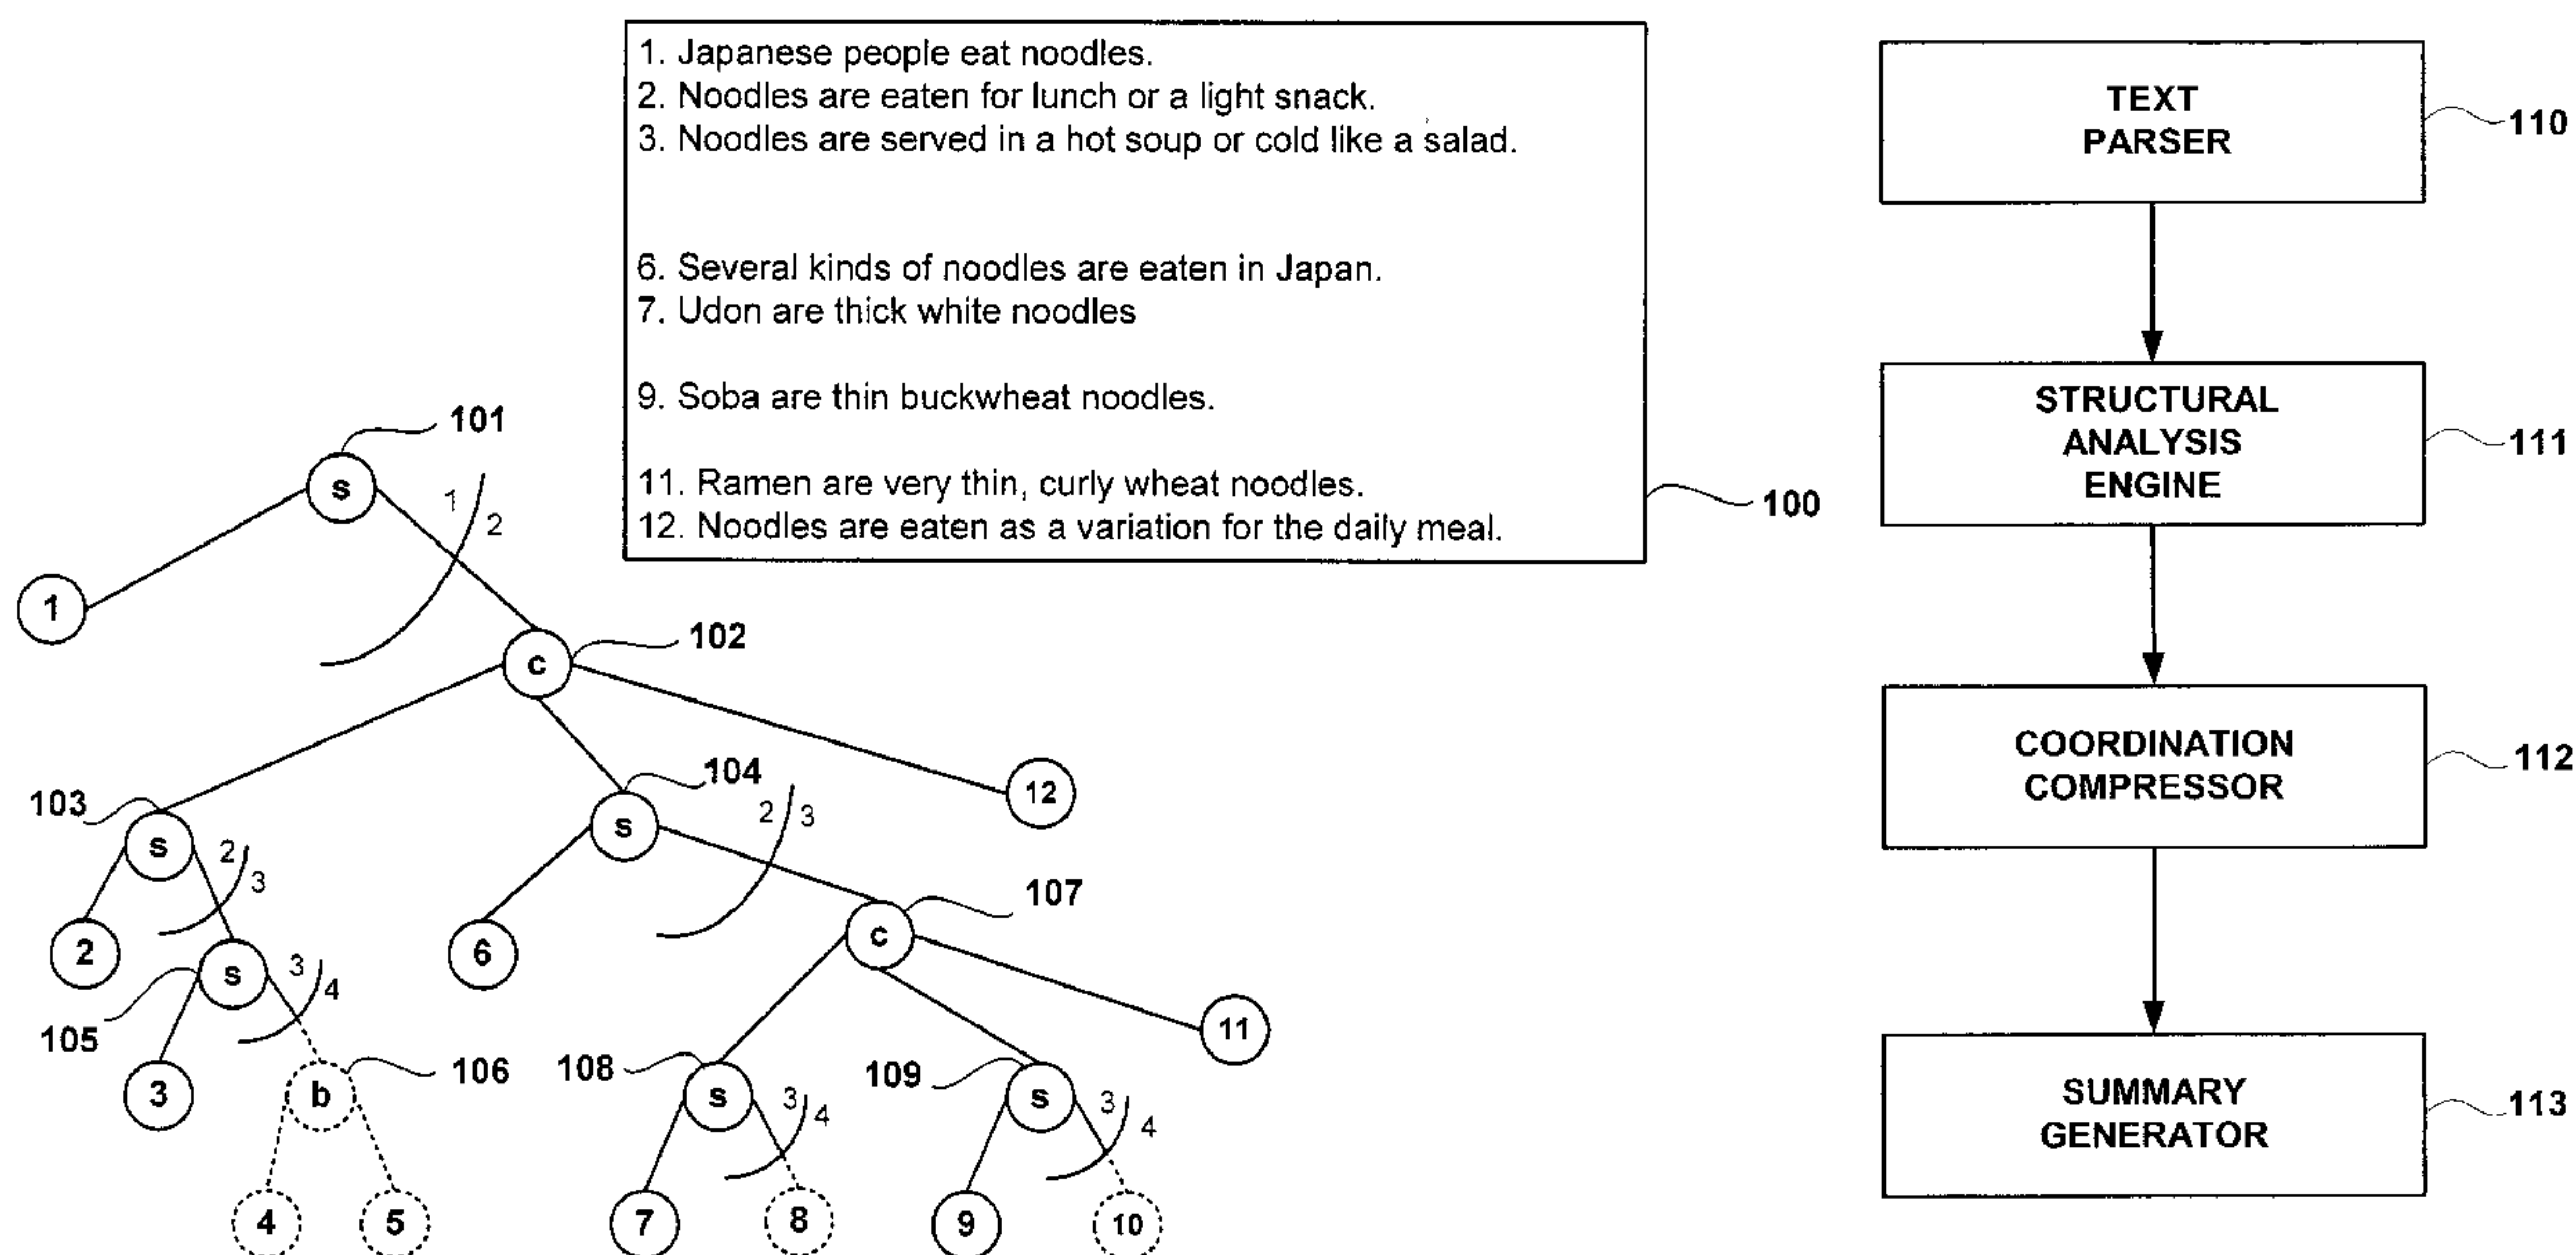 1. Japanese people eat noodles.
2. Noodles are eaten for lunch or a light snack.
3. Noodles are served in a hot soup or cold like a salad.
6. Several kinds of noodles are eaten in Japan.
7. Udon are thick white noodles
9. Soba are thin buckwheat noodles.
11. Ramen are very thin, curly wheat noodles.
12. Noodles are eaten as a variation for the daily meal.
100
101
s
1
2
1
102
c
103
s
2
3
104
s
2
3
12
2
105
s
3
4
6
107
c
3
106
b
4
5
108
s
3
4
109
s
3
4
11
7
8
9
10
TEXT
PARSER
110
STRUCTURAL
ANALYSIS
ENGINE
111
COORDINATION
COMPRESSOR
112
SUMMARY
GENERATOR
113